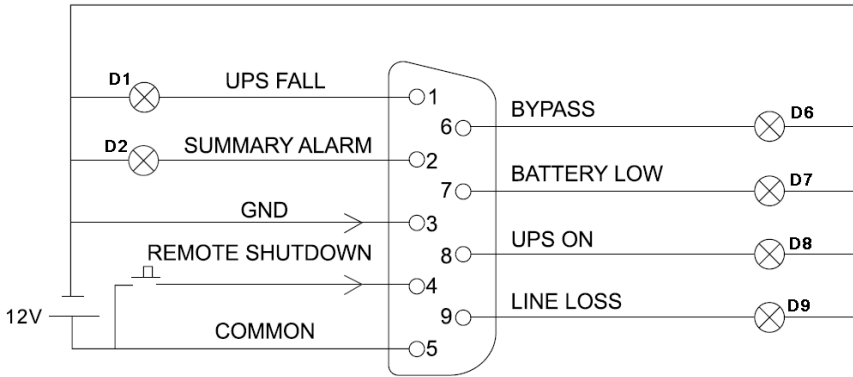 D1
UPS FALL
1
D2
SUMMARY ALARM
2
GND
3
REMOTE SHUTDOWN
4
12V
COMMON
5
6
BYPASS
D6
7
BATTERY LOW
D7
8
UPS ON
D8
9
LINE LOSS
D9